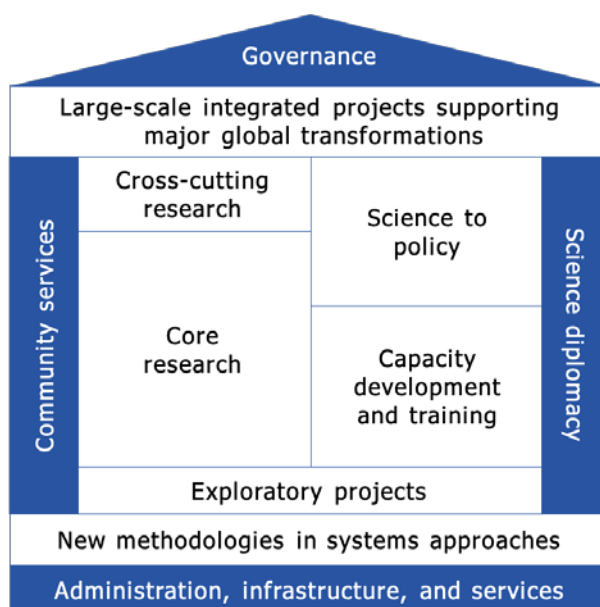 Governance
Large-scale integrated projects supporting
major global transformations
Community services
Cross-cutting
research
Core
research
Science to
policy
Capacity
development
and training
Science diplomacy
Exploratory projects
New methodologies in systems approaches
Administration, infrastructure, and services